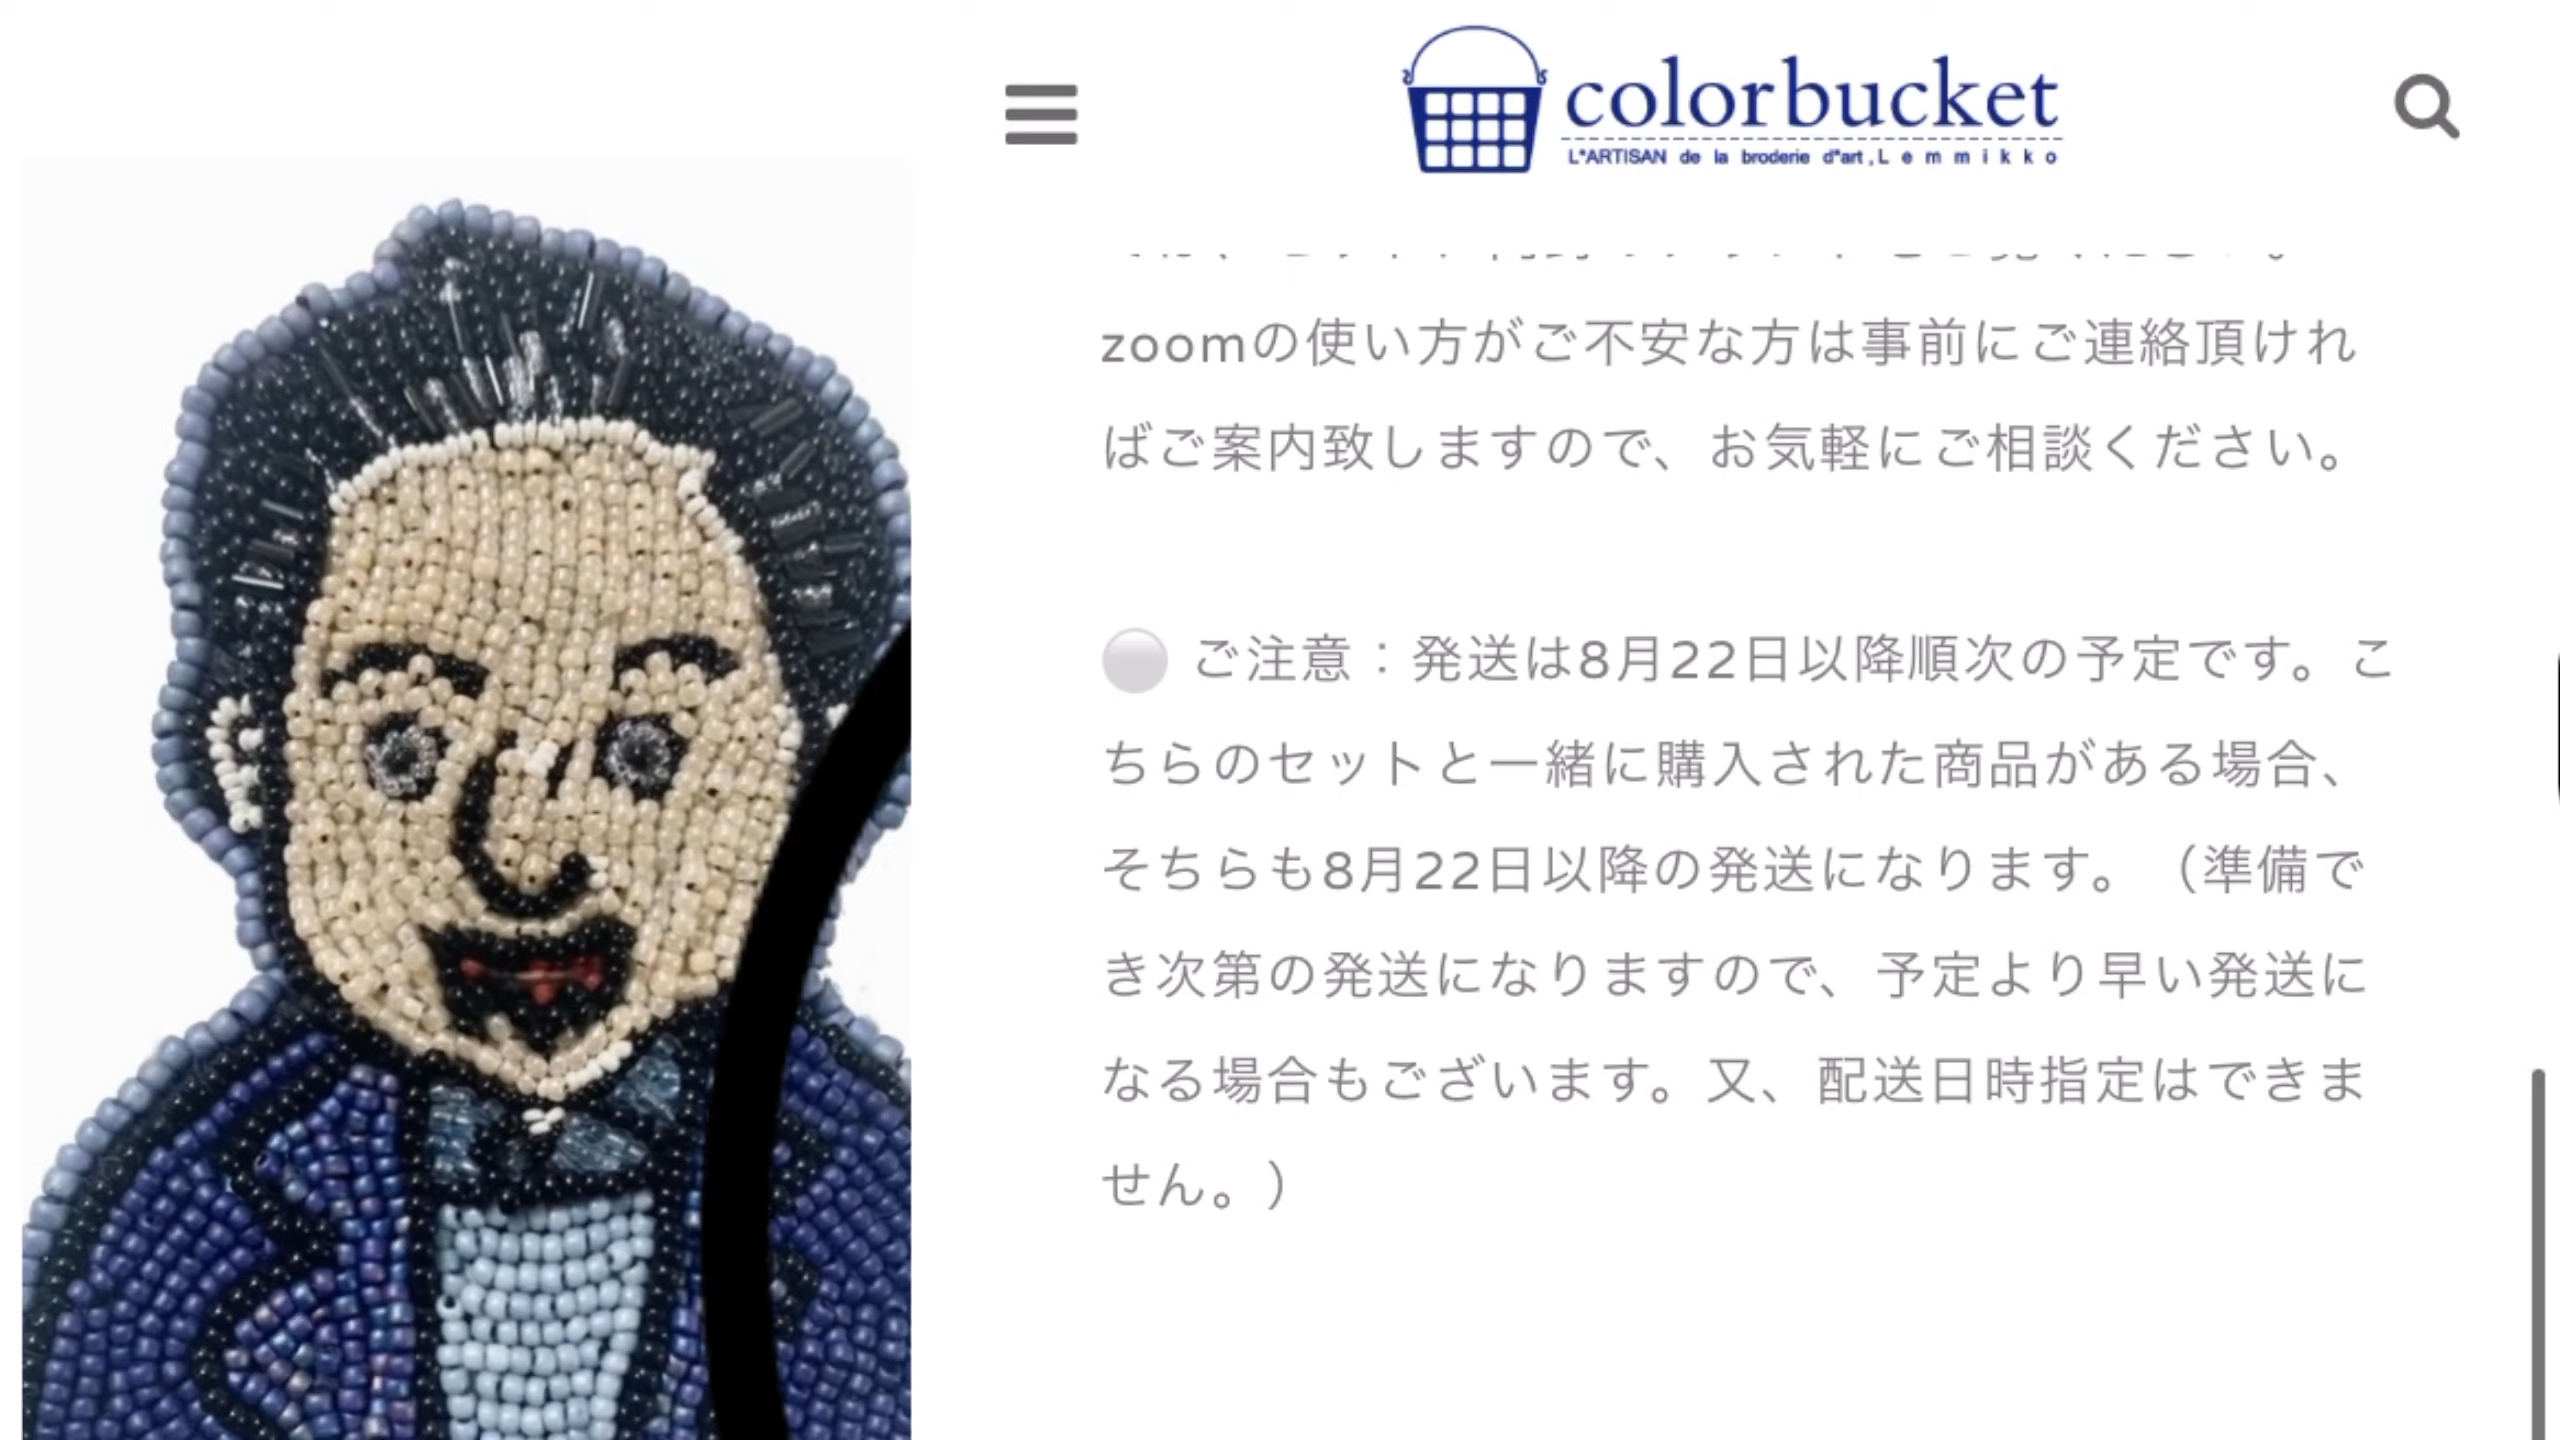 colorbucket
L'ARTISAN de la broderie d'art,Lemmikko
zoomの使い方がご不安な方は事前にご連絡頂けれ
ばご案内致しますので、お気軽にご相談ください。
ご注意：発送は8月22日以降順次の予定です。こ
ちらのセットと一緒に購入された商品がある場合、
そちらも8月22日以降の発送になります。（準備で
き次第の発送になりますので、予定より早い発送に
なる場合もございます。又、配送日時指定はできま
せん。）